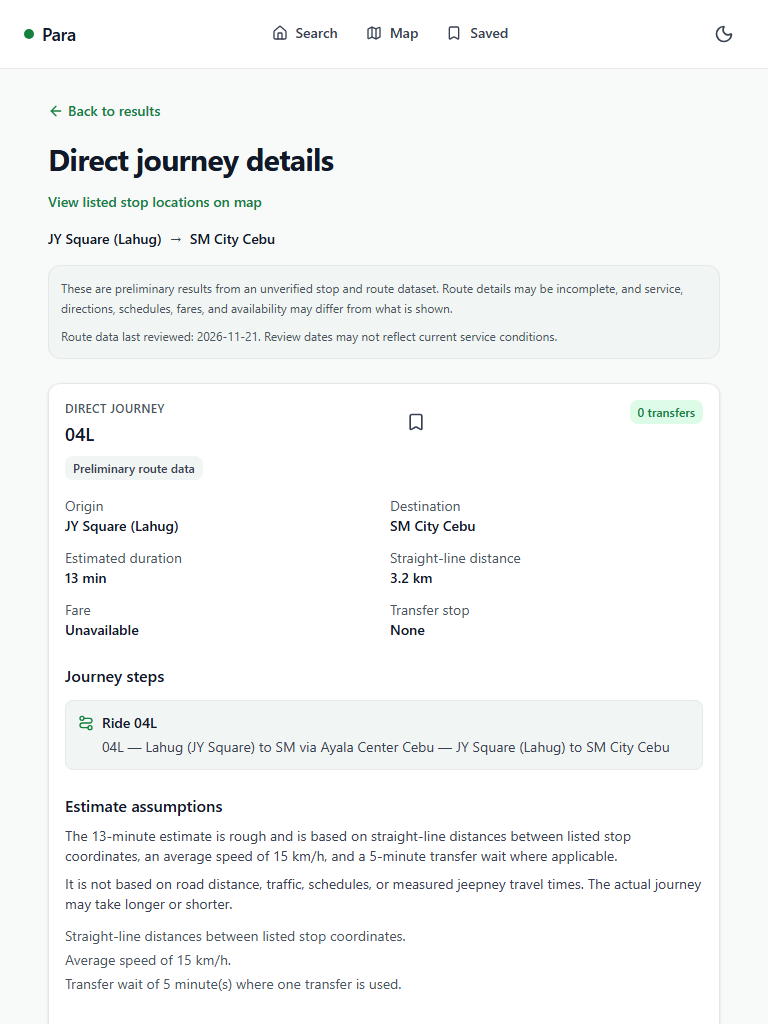 Para
Search
Map
Saved
Back to results
Direct journey details
View listed stop locations on map
JY Square (Lahug) → SM City Cebu
These are preliminary results from an unverified stop and route dataset. Route details may be incomplete, and service,
directions, schedules, fares, and availability may differ from what is shown.
Route data last reviewed: 2026-11-21. Review dates may not reflect current service conditions.
DIRECT JOURNEY
0 transfers
04L
Preliminary route data
Origin
JY Square (Lahug)
Destination
SM City Cebu
Estimated duration
13 min
Straight-line distance
3.2 km
Fare
Unavailable
Transfer stop
None
Journey steps
Ride 04L
04L — Lahug (JY Square) to SM via Ayala Center Cebu — JY Square (Lahug) to SM City Cebu
Estimate assumptions
The 13-minute estimate is rough and is based on straight-line distances between listed stop
coordinates, an average speed of 15 km/h, and a 5-minute transfer wait where applicable.
It is not based on road distance, traffic, schedules, or measured jeepney travel times. The actual journey
may take longer or shorter.
Straight-line distances between listed stop coordinates.
Average speed of 15 km/h.
Transfer wait of 5 minute(s) where one transfer is used.